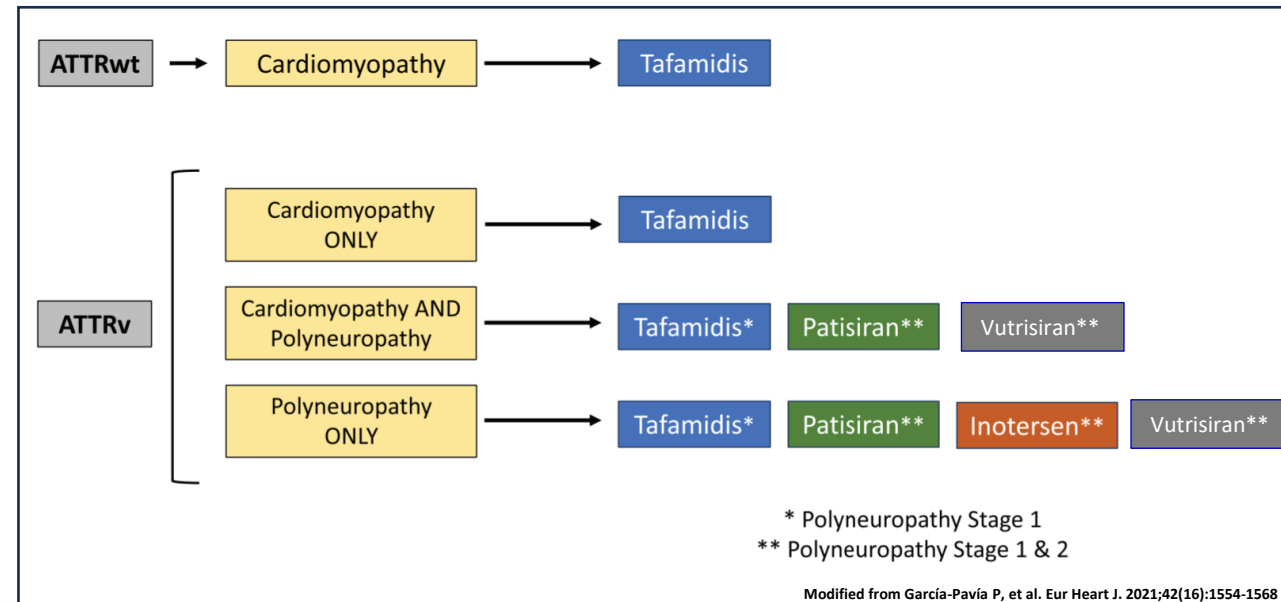 ATTRwt
Cardiomyopathy
Tafamidis
Cardiomyopathy
ONLY
Tafamidis
ATTRv
Cardiomyopathy AND
Polyneuropathy
Tafamidis*
Patisiran**
Vutrisiran**
Polyneuropathy
ONLY
Tafamidis*
Patisiran**
Inotersen**
Vutrisiran**
* Polyneuropathy Stage 1
** Polyneuropathy Stage 1 & 2
Modified from García-Pavía P, et al. Eur Heart J. 2021;42(16):1554-1568